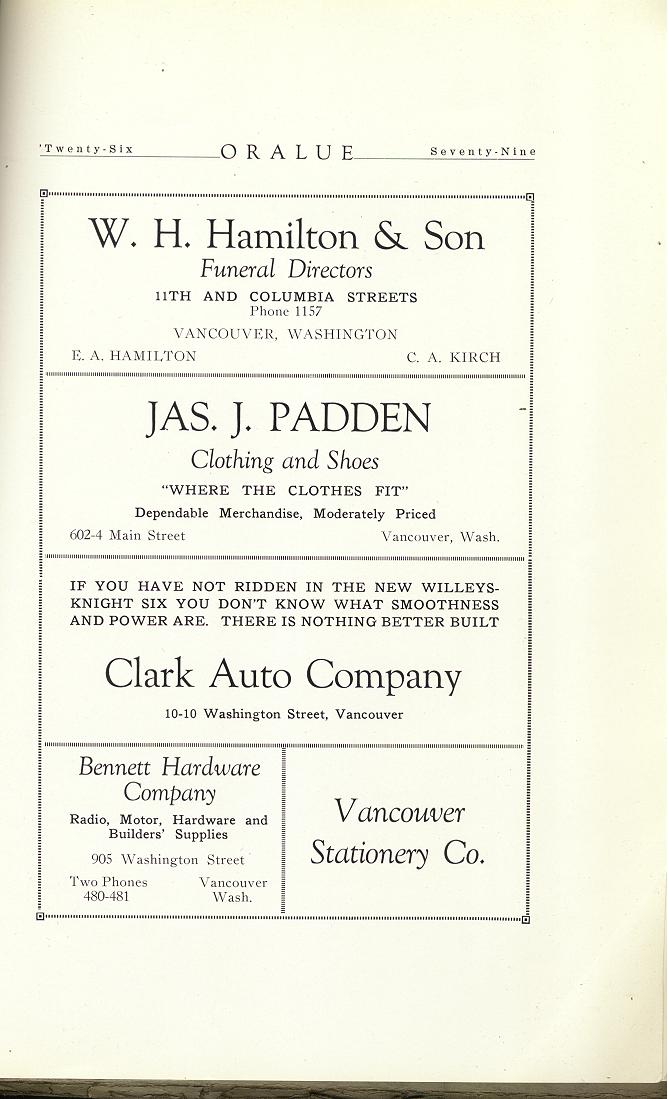 'Twenty-Six ORALUE Seventy-Nine
W. H. Hamilton & Son
Funeral Directors
11TH AND COLUMBIA STREETS
Phone 1157
VANCOUVER, WASHINGTON
E. A. HAMILTON C. A. KIRCH
JAS. J. PADDEN
Clothing and Shoes
"WHERE THE CLOTHES FIT"
Dependable Merchandise, Moderately Priced
602-4 Main Street Vancouver, Wash.
IF YOU HAVE NOT RIDDEN IN THE NEW WILLEYS-
KNIGHT SIX YOU DON'T KNOW WHAT SMOOTHNESS
AND POWER ARE. THERE IS NOTHING BETTER BUILT
Clark Auto Company
10-10 Washington Street, Vancouver
Bennett Hardware
Company
Radio, Motor, Hardware and
Builders' Supplies
905 Washington Street
Two Phones Vancouver
480-481 Wash.
Vancouver
Stationery Co.